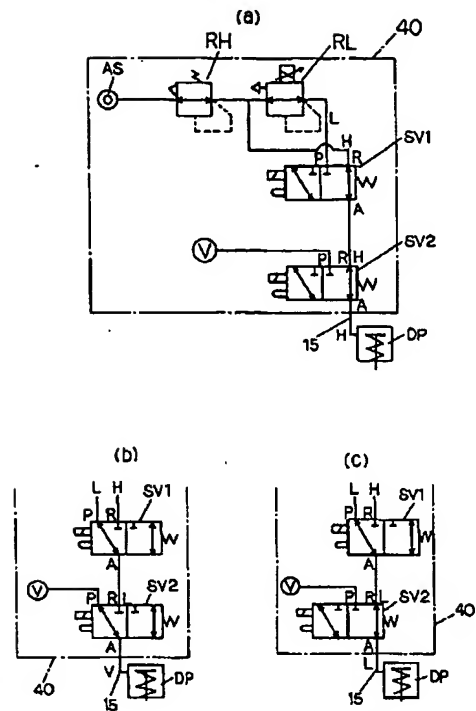 (a)
RH
RL
40
AS
L
H
P
R
SV1
A
SV2
V
P
R H
A
15
H
DP
(b)
L H
P R
SV1
A
V
P R L
SV2
A
40
V
15
DP
(c)
L H
P R
SV1
A
V
P R L
SV2
40
A
15
L
DP